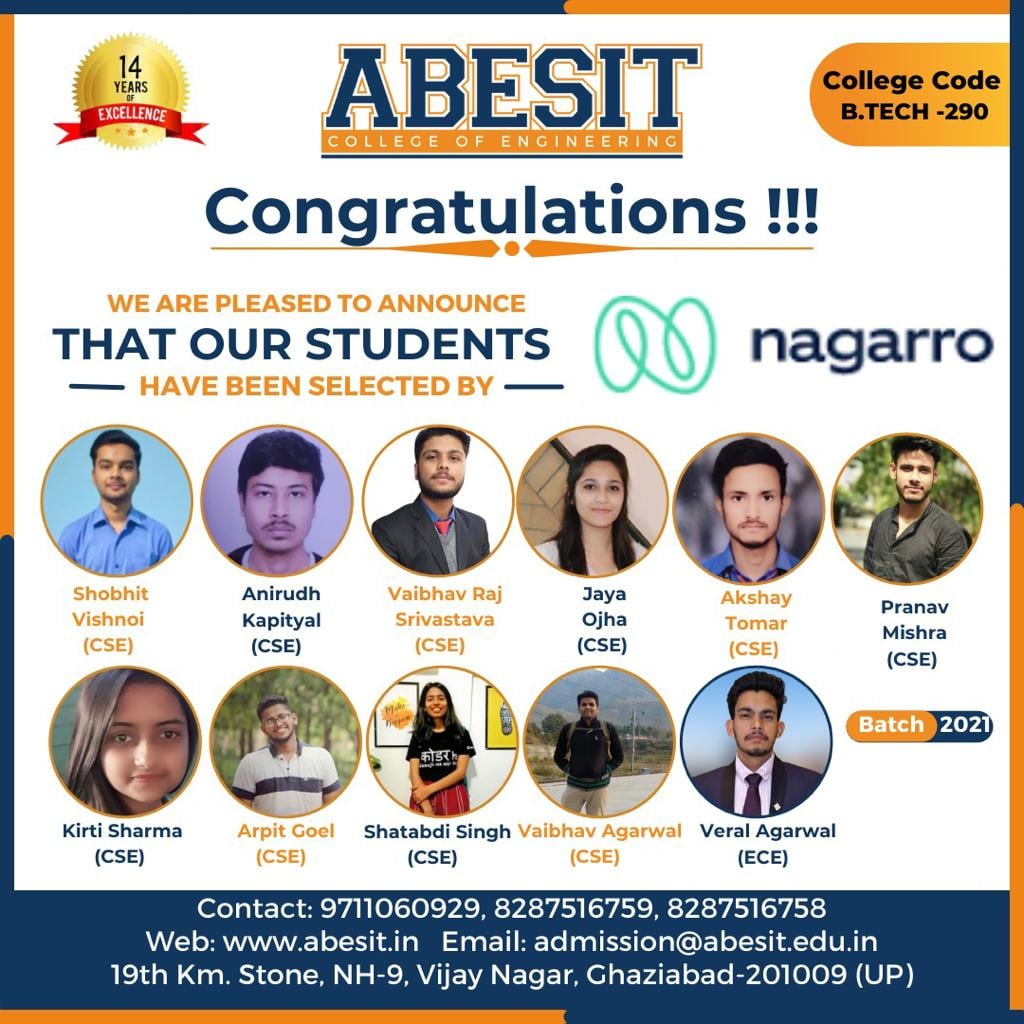 14
YEARS
OF
EXCELLENCE
ABESIT
COLLEGE OF ENGINEERING
College Code
B.TECH -290
Congratulations !!!
WE ARE PLEASED TO ANNOUNCE
THAT OUR STUDENTS
HAVE BEEN SELECTED BY
nagarro
Shobhit
Vishnoi
(CSE)
Anirudh
Kapityal
(CSE)
Vaibhav Raj
Srivastava
(CSE)
Jaya
Ojha
(CSE)
Akshay
Tomar
(CSE)
Pranav
Mishra
(CSE)
Make
Happen
कोडर
Kirti Sharma
(CSE)
Arpit Goel
(CSE)
Shatabdi Singh
(CSE)
Vaibhav Agarwal
(CSE)
Veral Agarwal
(ECE)
Batch 2021
Contact: 9711060929, 8287516759, 8287516758
Web: www.abesit.in Email: admission@abesit.edu.in
19th Km. Stone, NH-9, Vijay Nagar, Ghaziabad-201009 (UP)